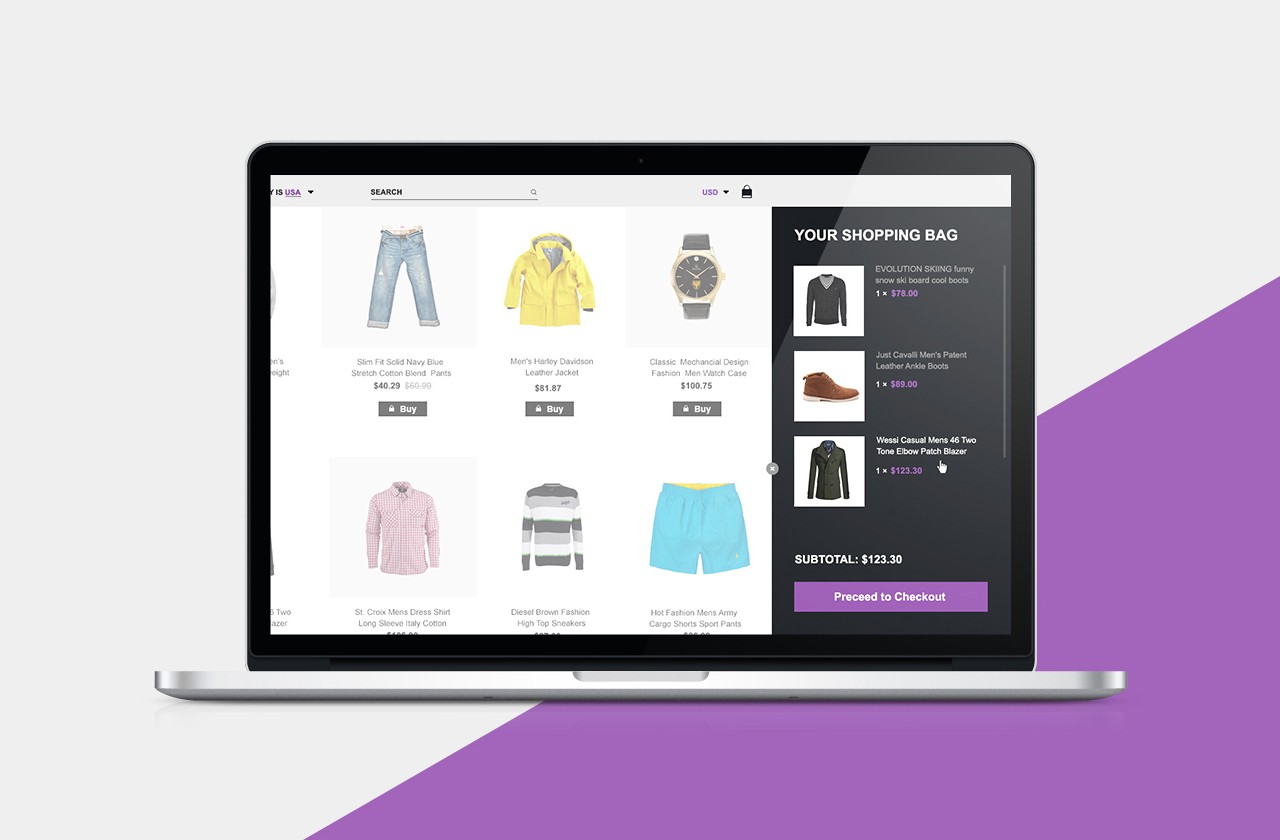 Y IS USA
SEARCH
USD
YOUR SHOPPING BAG
EVOLUTION SKIING funny
snow ski board cool boots
1 × $78.00
Just Cavalli Men's Patent
Leather Ankle Boots
1 × $89.00
Wessi Casual Mens 46 Two
Tone Elbow Patch Blazer
1 × $123.30
SUBTOTAL: $123.30
Preceed to Checkout
en's
eight
Slim Fit Solid Navy Blue
Stretch Cotton Blend Pants
$40.29 $60.99
Buy
Men's Harley Davidson
Leather Jacket
$81.87
Buy
Classic Mechancial Design
Fashion Men Watch Case
$100.75
Buy
6 Two
azer
St. Croix Mens Dress Shirt
Long Sleeve Italy Cotton
Diesel Brown Fashion
High Top Sneakers
Hot Fashion Mens Army
Cargo Shorts Sport Pants